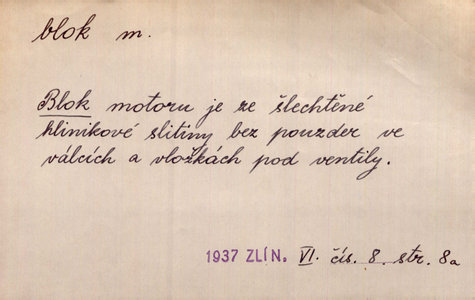 blok m.
Blok motoru je ze šlechtěné
hliníkové slitiny bez pouzder ve
válcích a vložkách pod ventily.
1937 ZLÍN. VI. čís. 8. str. 8a